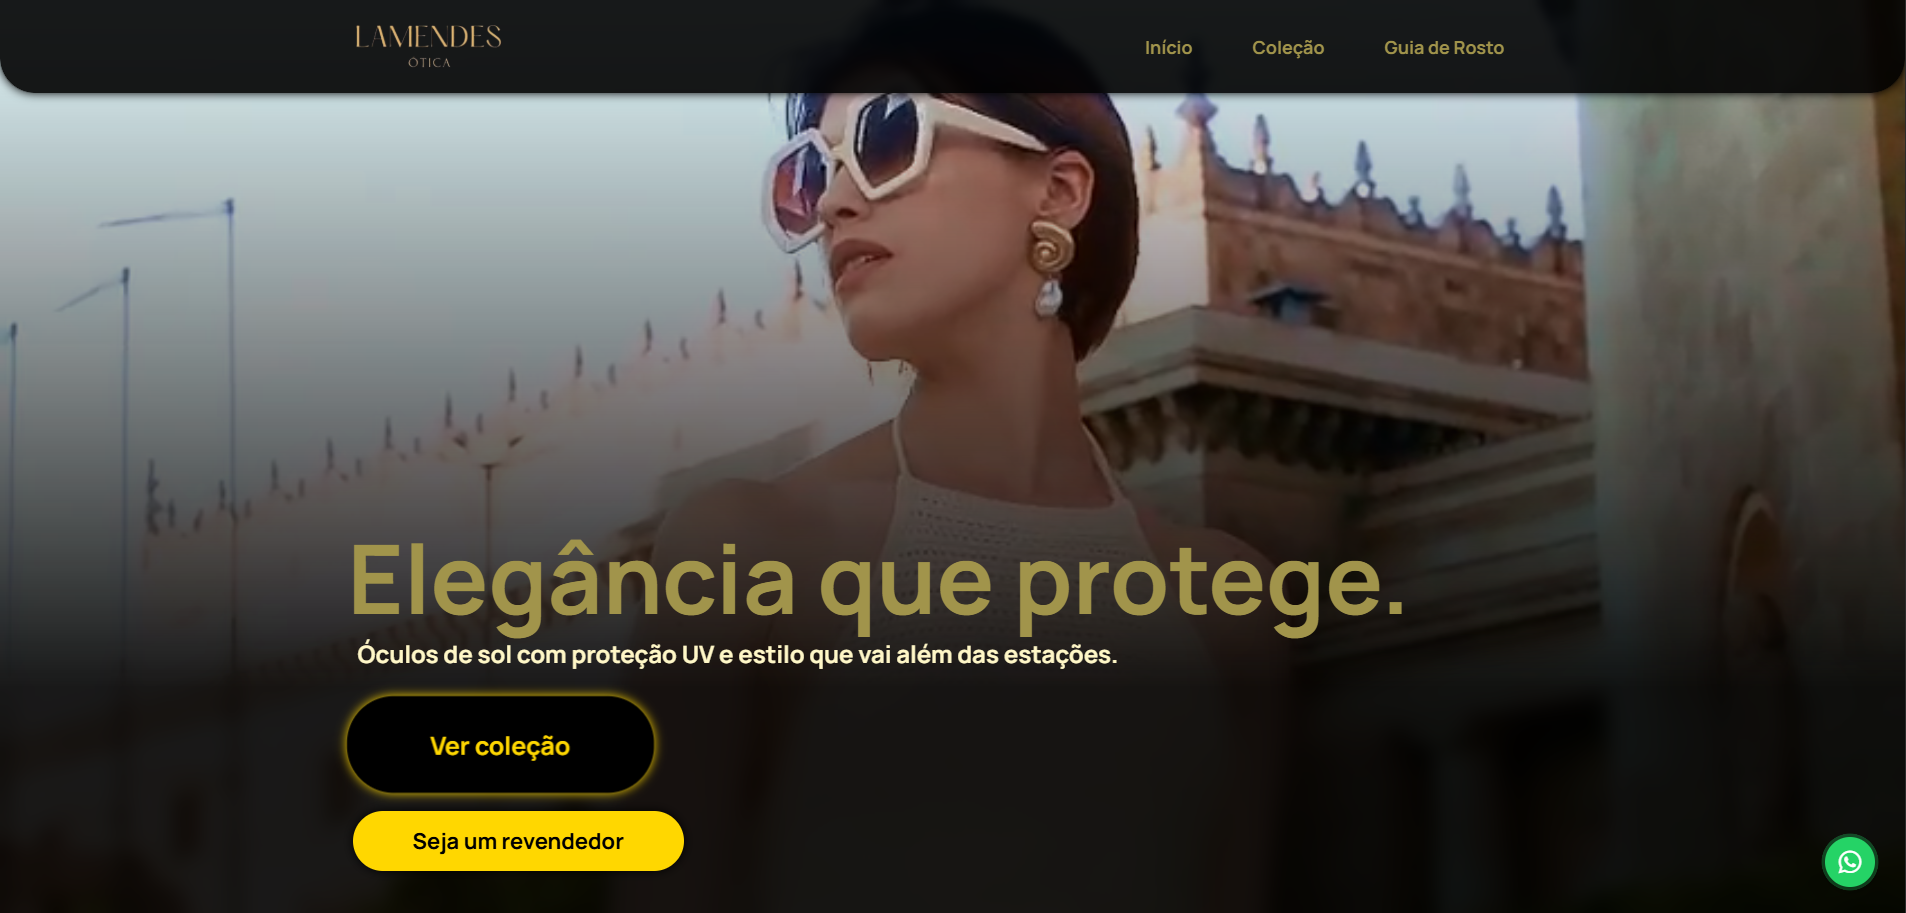 LAMENDES
ÓTICA
Início
Coleção
Guia de Rosto
Elegância que protege.
Óculos de sol com proteção UV e estilo que vai além das estações.
Ver coleção
Seja um revendedor